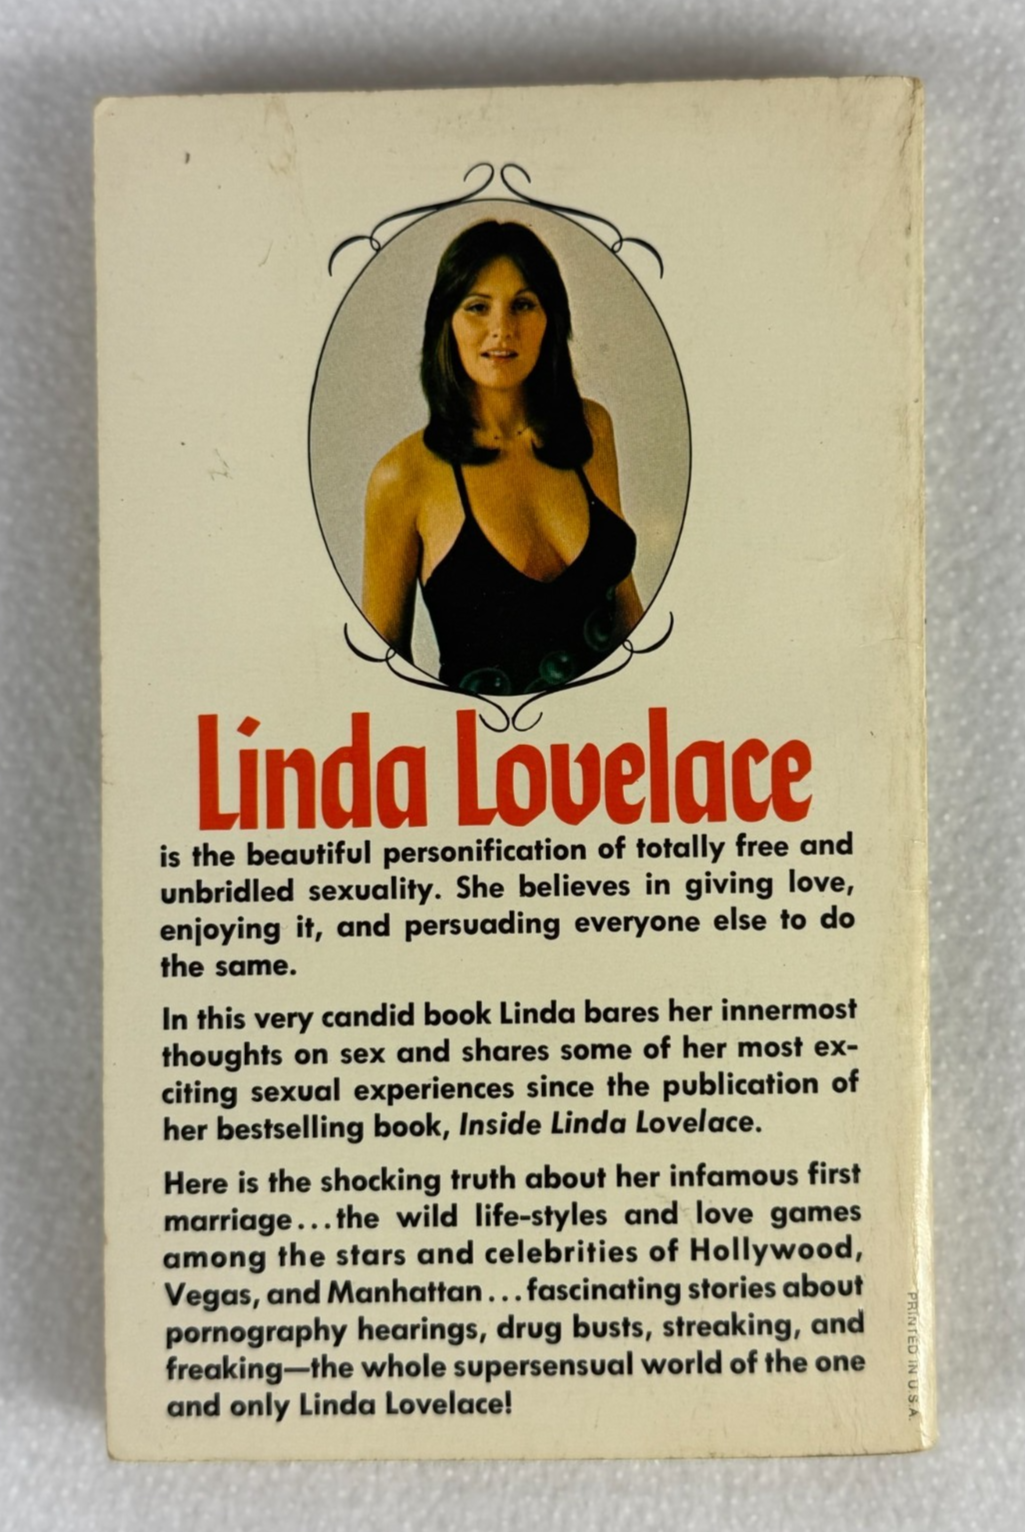 Linda Lovelace
is the beautiful personification of totally free and
unbridled sexuality. She believes in giving love,
enjoying it, and persuading everyone else to do
the same.
In this very candid book Linda bares her innermost
thoughts on sex and shares some of her most ex-
citing sexual experiences since the publication of
her bestselling book, Inside Linda Lovelace.
Here is the shocking truth about her infamous first
marriage...the wild life-styles and love games
among the stars and celebrities of Hollywood,
Vegas, and Manhattan...fascinating stories about
pornography hearings, drug busts, streaking, and
freaking—the whole supersensual world of the one
and only Linda Lovelace!
PRINTED IN U.S.A.